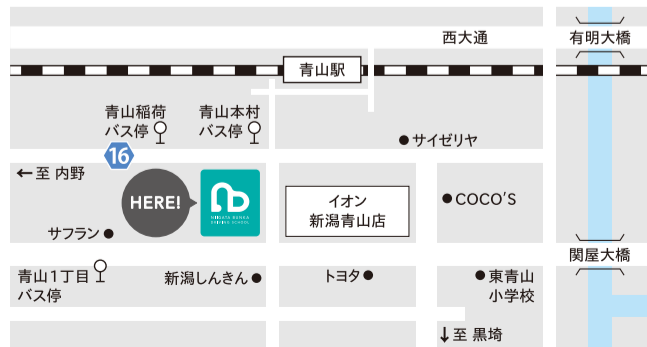 西大通
有明大橋
青山駅
青山稲荷
バス停
青山本村
バス停
サイゼリヤ
16
←至 内野
HERE!
NIIGATA BUNKA
DRIVING SCHOOL
イオン
新潟青山店
COCO'S
サフラン
関屋大橋
青山1丁目
バス停
新潟しんきん
トヨタ
東青山
小学校
↓至 黒埼